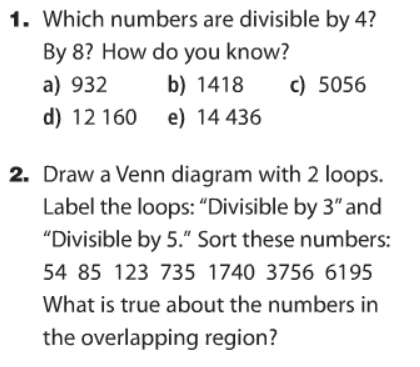 1. Which numbers are divisible by 4?
By 8? How do you know?
a) 932 b) 1418 c) 5056
d) 12 160 e) 14 436
2. Draw a Venn diagram with 2 loops.
Label the loops: “Divisible by 3” and
“Divisible by 5.” Sort these numbers:
54 85 123 735 1740 3756 6195
What is true about the numbers in
the overlapping region?